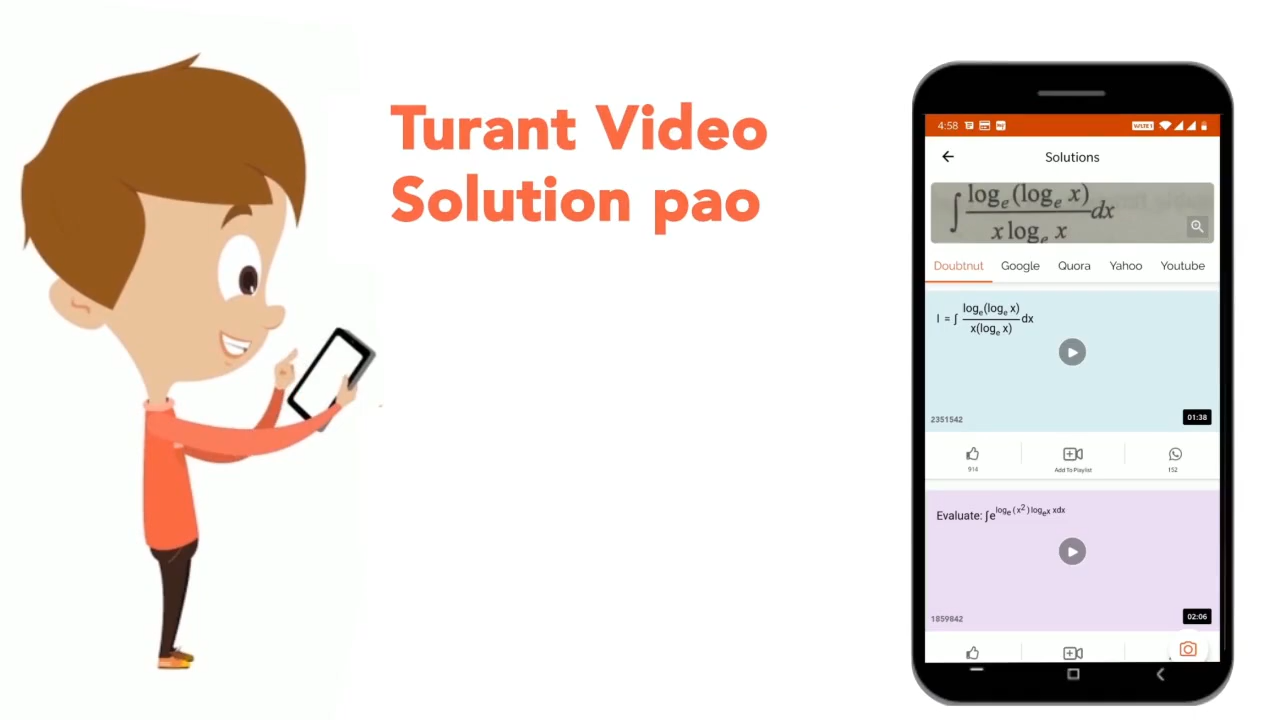 Turant Video
Solution pao
4:58
Solutions
∫ logₑ(logₑ x) / x logₑ x dx
Doubtnut Google Quora Yahoo Youtube
I = ∫ logₑ(logₑ x) / x(logₑ x) dx
2351542 01:38
914 Add To Playlist 152
Evaluate: ∫e^logₑ(x²)logₑx xdx
1859842 02:06